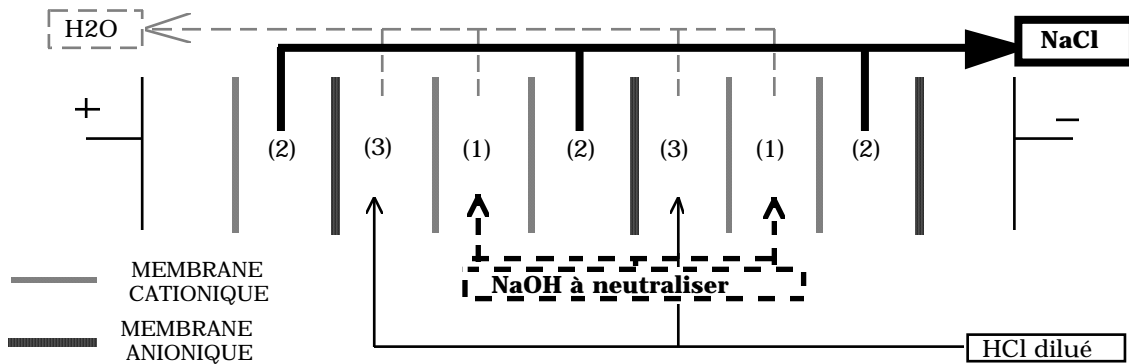 H2O
NaCl
+
−
(2) (3) (1) (2) (3) (1) (2)
MEMBRANE
CATIONIQUE
NaOH à neutraliser
MEMBRANE
ANIONIQUE
HCl dilué